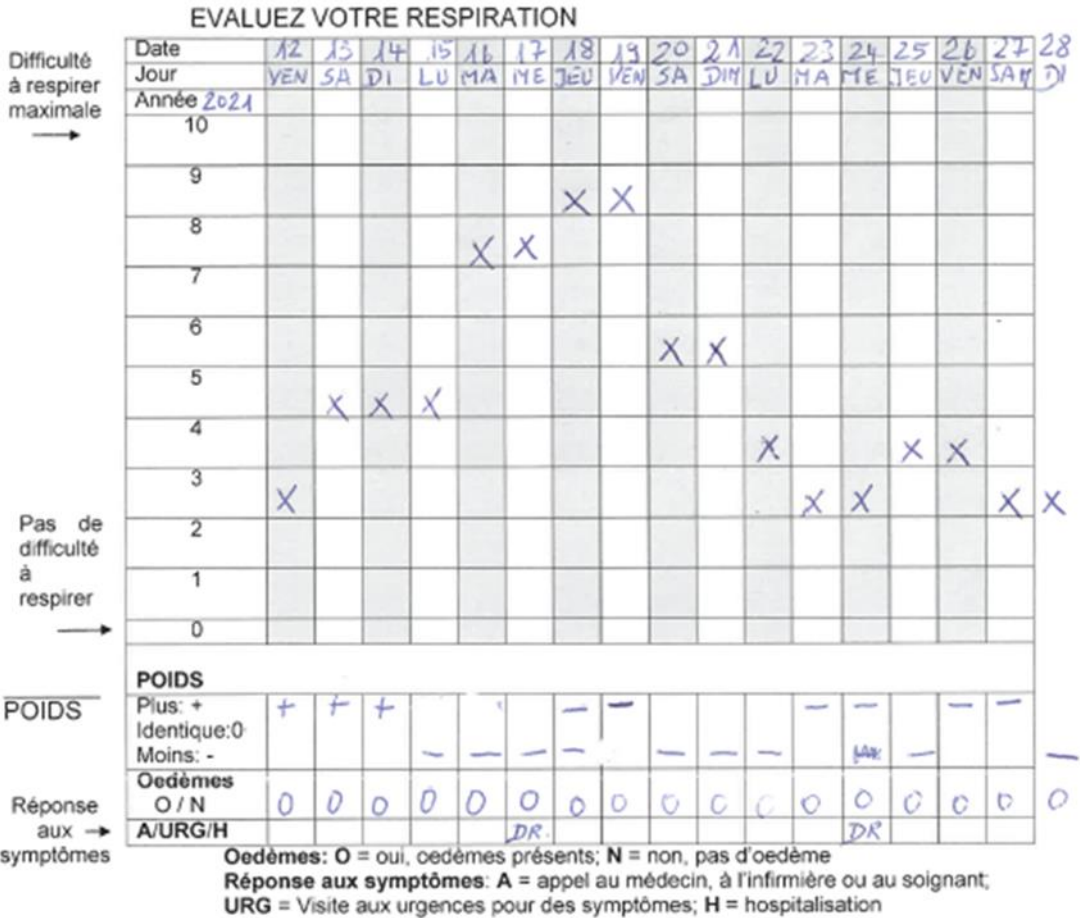 EVALUEZ VOTRE RESPIRATION
Difficulté
à respirer
maximale
→
Date 12 13 14 15 16 17 18 19 20 21 22 23 24 25 26 27 28
Jour VEN SA DI LU MA ME JEU VEN SA DIM LU MA ME JEU VEN SAM DI
Année 2021
10
9
8 X X
7 X X
6
5 X X
4 X X X
3 X X X
2 X X X X X
1
0
Pas de
difficulté
à
respirer
→
POIDS
POIDS
Plus: + + + + – – – – – –
Identique:0
Moins: - – – – – – – – – –
Oedèmes
O / N O O O O O O O O O O O O O O O O O
Réponse
aux →
symptômes
A/URG/H DR. DR
Oedèmes: O = oui, oedèmes présents; N = non, pas d'oedème
Réponse aux symptômes: A = appel au médecin, à l'infirmière ou au soignant;
URG = Visite aux urgences pour des symptômes; H = hospitalisation